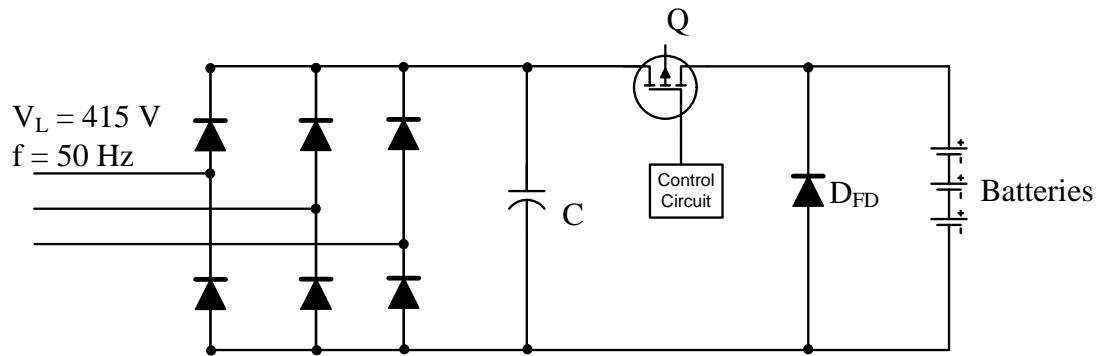 Q
V_L = 415 V
f = 50 Hz
Control
Circuit
C
D_FD
Batteries
+
-
+
-
+
-